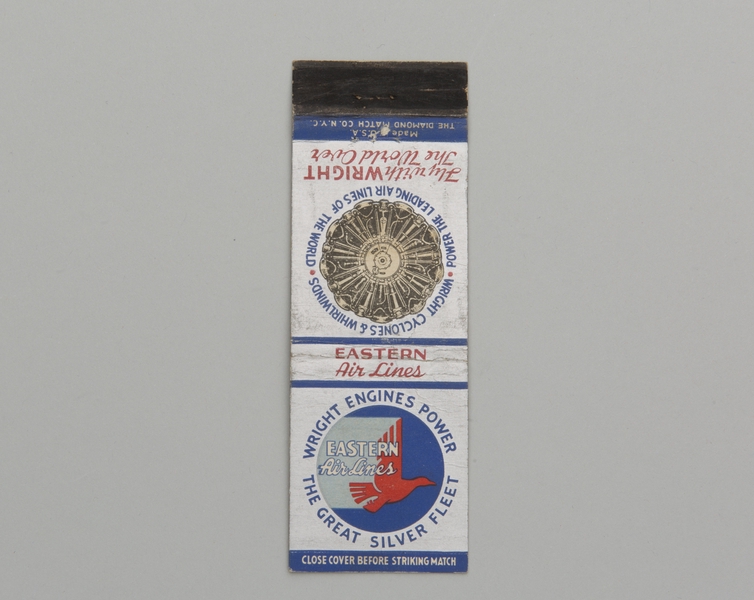 THE DIAMOND MATCH CO. N.Y.C.
Made in U.S.A.
Fly with WRIGHT
The World Over
WRIGHT CYCLONES & WHIRLWINDS • POWER THE LEADING AIR LINES OF THE WORLD •
EASTERN
Air Lines
WRIGHT ENGINES POWER
EASTERN
Air Lines
THE GREAT SILVER FLEET
CLOSE COVER BEFORE STRIKING MATCH